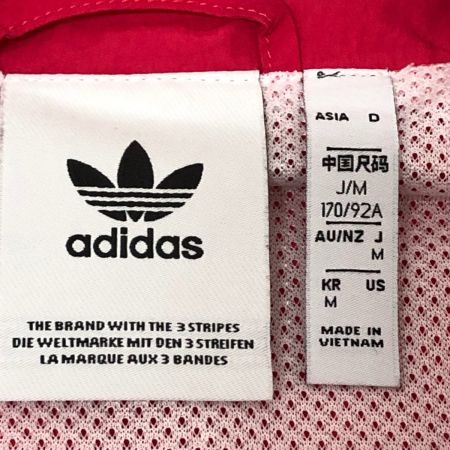 adidas
THE BRAND WITH THE 3 STRIPES
DIE WELTMARKE MIT DEN 3 STREIFEN
LA MARQUE AUX 3 BANDES
ASIA D
中国尺码
J/M
170/92A
AU/NZ J
M
KR US
M
MADE IN
VIETNAM